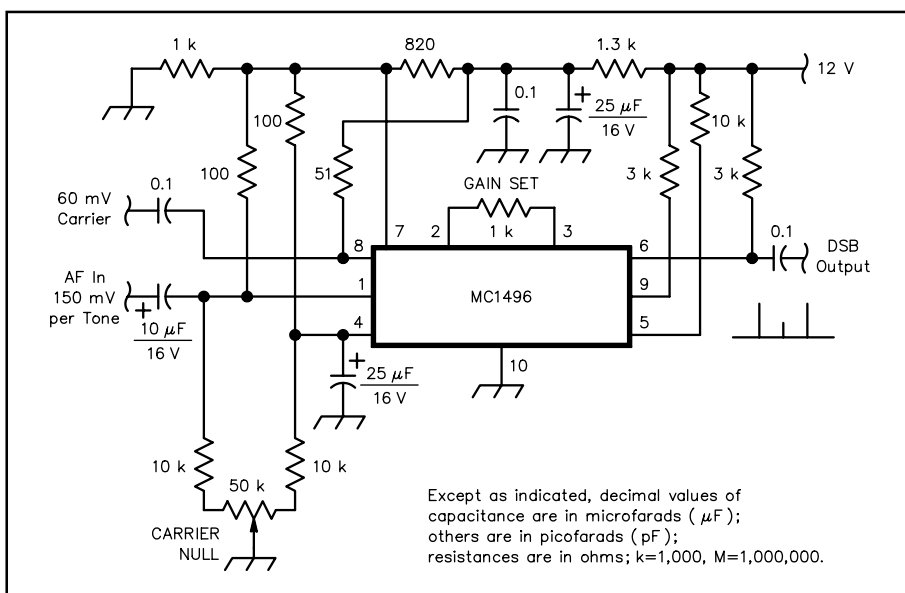 1 k
820
1.3 k
12 V
100
0.1
+
25 μF
16 V
10 k
100
51
3 k
3 k
GAIN SET
1 k
60 mV
Carrier
0.1
8
7
2
3
6
0.1
DSB
Output
AF In
150 mV
per Tone
+
10 μF
16 V
1
MC1496
9
4
5
+
25 μF
16 V
10
10 k
10 k
50 k
CARRIER
NULL
Except as indicated, decimal values of
capacitance are in microfarads ( μF);
others are in picofarads ( pF);
resistances are in ohms; k=1,000, M=1,000,000.